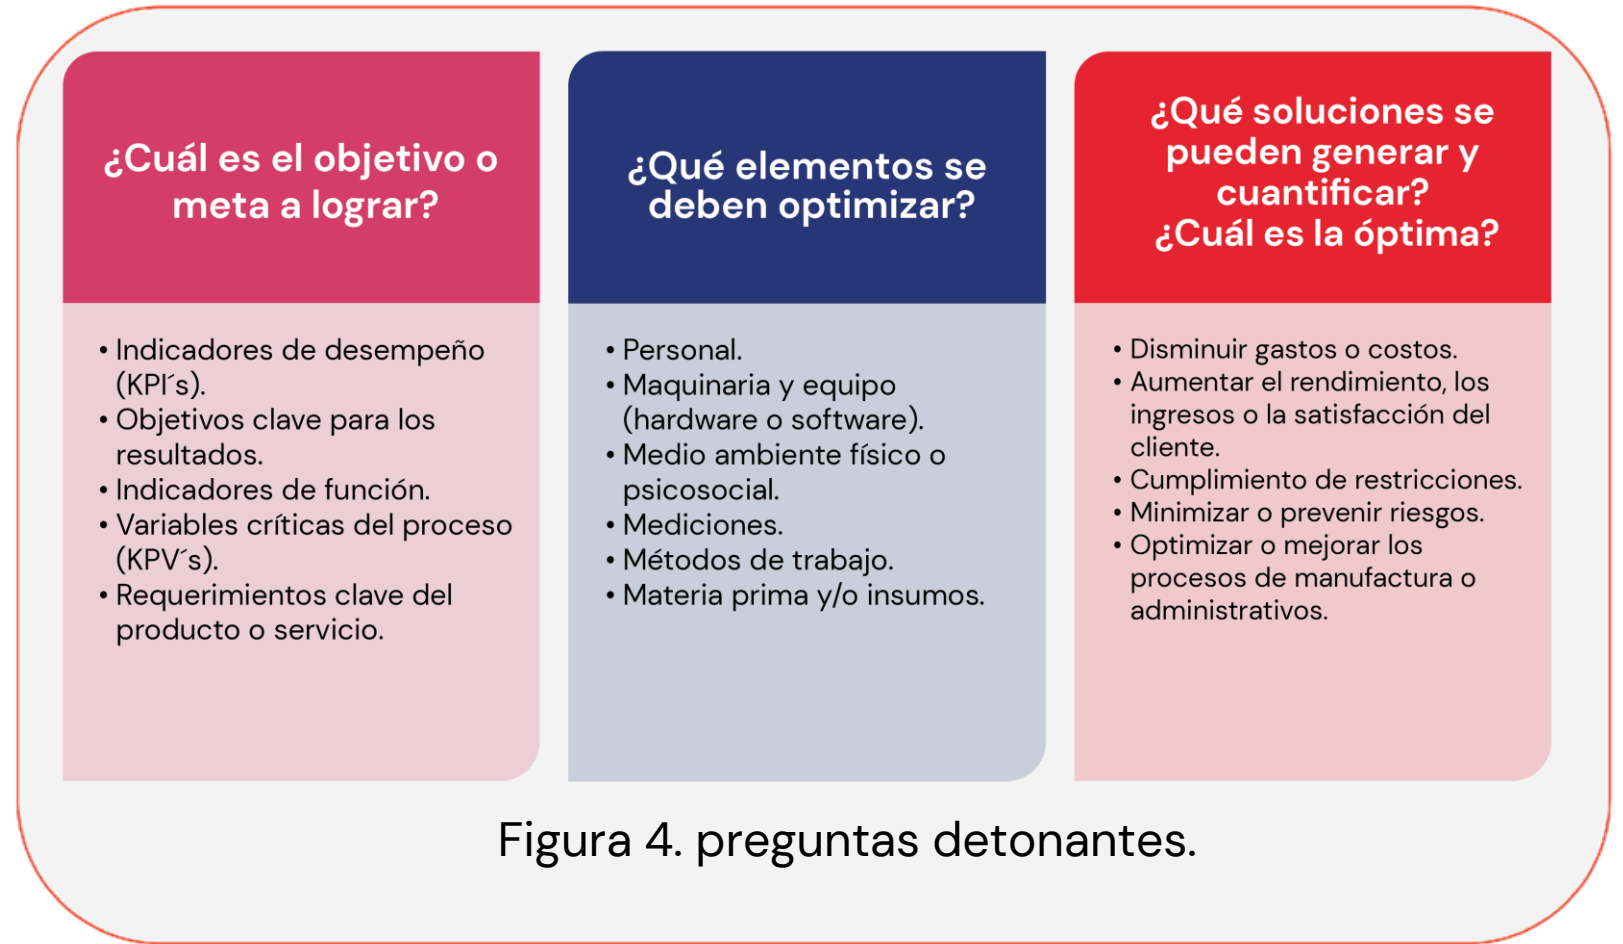 ¿Cuál es el objetivo o
meta a lograr?
• Indicadores de desempeño
(KPI´s).
• Objetivos clave para los
resultados.
• Indicadores de función.
• Variables críticas del proceso
(KPV´s).
• Requerimientos clave del
producto o servicio.
¿Qué elementos se
deben optimizar?
• Personal.
• Maquinaria y equipo
(hardware o software).
• Medio ambiente físico o
psicosocial.
• Mediciones.
• Métodos de trabajo.
• Materia prima y/o insumos.
¿Qué soluciones se
pueden generar y
cuantificar?
¿Cuál es la óptima?
• Disminuir gastos o costos.
• Aumentar el rendimiento, los
ingresos o la satisfacción del
cliente.
• Cumplimiento de restricciones.
• Minimizar o prevenir riesgos.
• Optimizar o mejorar los
procesos de manufactura o
administrativos.
Figura 4. preguntas detonantes.